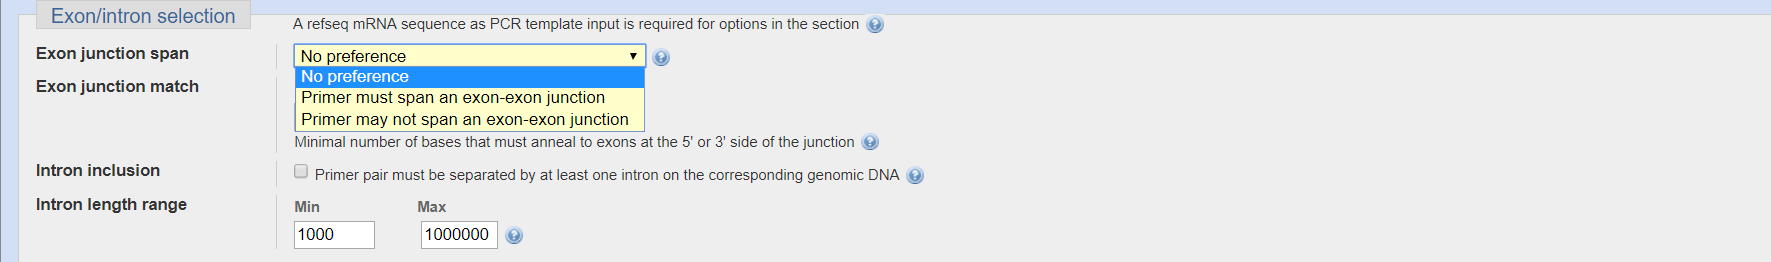 Exon/intron selection
A refseq mRNA sequence as PCR template input is required for options in the section
Exon junction span
No preference
No preference
Primer must span an exon-exon junction
Primer may not span an exon-exon junction
Exon junction match
Minimal number of bases that must anneal to exons at the 5' or 3' side of the junction
Intron inclusion
Primer pair must be separated by at least one intron on the corresponding genomic DNA
Intron length range
Min Max
1000 1000000